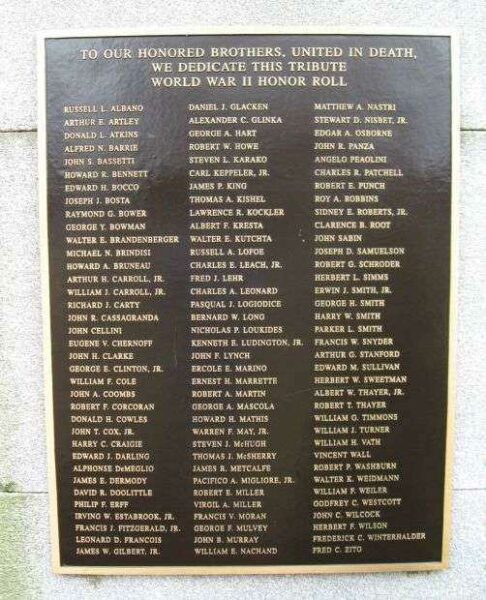 TO OUR HONORED BROTHERS, UNITED IN DEATH,
WE DEDICATE THIS TRIBUTE
WORLD WAR II HONOR ROLL
RUSSELL L. ALBANO
ARTHUR E. ARTLEY
DONALD L. ATKINS
ALFRED N. BARRIE
JOHN S. BASSETTI
HOWARD R. BENNETT
EDWARD H. BOCCO
JOSEPH J. BOSTA
RAYMOND G. BOWER
GEORGE Y. BOWMAN
WALTER E. BRANDENBERGER
MICHAEL N. BRINDISI
HOWARD A. BRUNEAU
ARTHUR H. CARROLL, JR.
WILLIAM J. CARROLL, JR.
RICHARD J. CARTY
JOHN R. CASSAGRANDA
JOHN CELLINI
EUGENE V. CHERNOFF
JOHN H. CLARKE
GEORGE E. CLINTON, JR.
WILLIAM F. COLE
JOHN A. COOMBS
ROBERT F. CORCORAN
DONALD H. COWLES
JOHN T. COX, JR.
HARRY C. CRAIGIE
EDWARD J. DARLING
ALPHONSE DeMEGLIO
JAMES E. DERMODY
DAVID R. DOOLITTLE
PHILIP F. ERFF
IRVING W. ESTABROOK, JR.
FRANCIS J. FITZGERALD, JR.
LEONARD D. FRANCOIS
JAMES W. GILBERT, JR.
DANIEL J. GLACKEN
ALEXANDER C. GLINKA
GEORGE A. HART
ROBERT W. HOWE
STEVEN L. KARAKO
CARL KEPPELER, JR.
JAMES P. KING
THOMAS A. KISHEL
LAWRENCE R. KOCKLER
ALBERT F. KRESTA
WALTER E. KUTCHTA
RUSSELL A. LOFOE
CHARLES E. LEACH, JR.
FRED J. LEHR
CHARLES A. LEONARD
PASQUAL J. LOGIODICE
BERNARD W. LONG
NICHOLAS P. LOUKIDES
KENNETH E. LUDINGTON, JR.
JOHN F. LYNCH
ERCOLE E. MARINO
ERNEST H. MARRETTE
ROBERT A. MARTIN
GEORGE A. MASCOLA
HOWARD H. MATHIS
WARREN F. MAY, JR.
STEVEN J. McHUGH
THOMAS J. McSHERRY
JAMES R. METCALFE
PACIFICO A. MIGLIORE, JR.
ROBERT E. MILLER
VIRGIL A. MILLER
FRANCIS V. MORAN
GEORGE F. MULVEY
JOHN B. MURRAY
WILLIAM E. NACHAND
MATTHEW A. NASTRI
STEWART D. NISBET, JR.
EDGAR A. OSBORNE
JOHN R. PANZA
ANGELO PEAOLINI
CHARLES R. PATCHELL
ROBERT E. PUNCH
ROY A. ROBBINS
SIDNEY E. ROBERTS, JR.
CLARENCE B. ROOT
JOHN SABIN
JOSEPH D. SAMUELSON
ROBERT G. SCHRODER
HERBERT L. SIMMS
ERWIN J. SMITH, JR.
GEORGE H. SMITH
HARRY W. SMITH
PARKER L. SMITH
FRANCIS W. SNYDER
ARTHUR G. STANFORD
EDWARD M. SULLIVAN
HERBERT W. SWEETMAN
ALBERT W. THAYER, JR.
ROBERT T. THAYER
WILLIAM G. TIMMONS
WILLIAM J. TURNER
WILLIAM H. VATH
VINCENT WALL
ROBERT P. WASHBURN
WALTER K. WEIDMANN
WILLIAM F. WEILER
GODFREY C. WESTCOTT
JOHN C. WILCOCK
HERBERT F. WILSON
FREDERICK C. WINTERHALDER
FRED C. ZITO